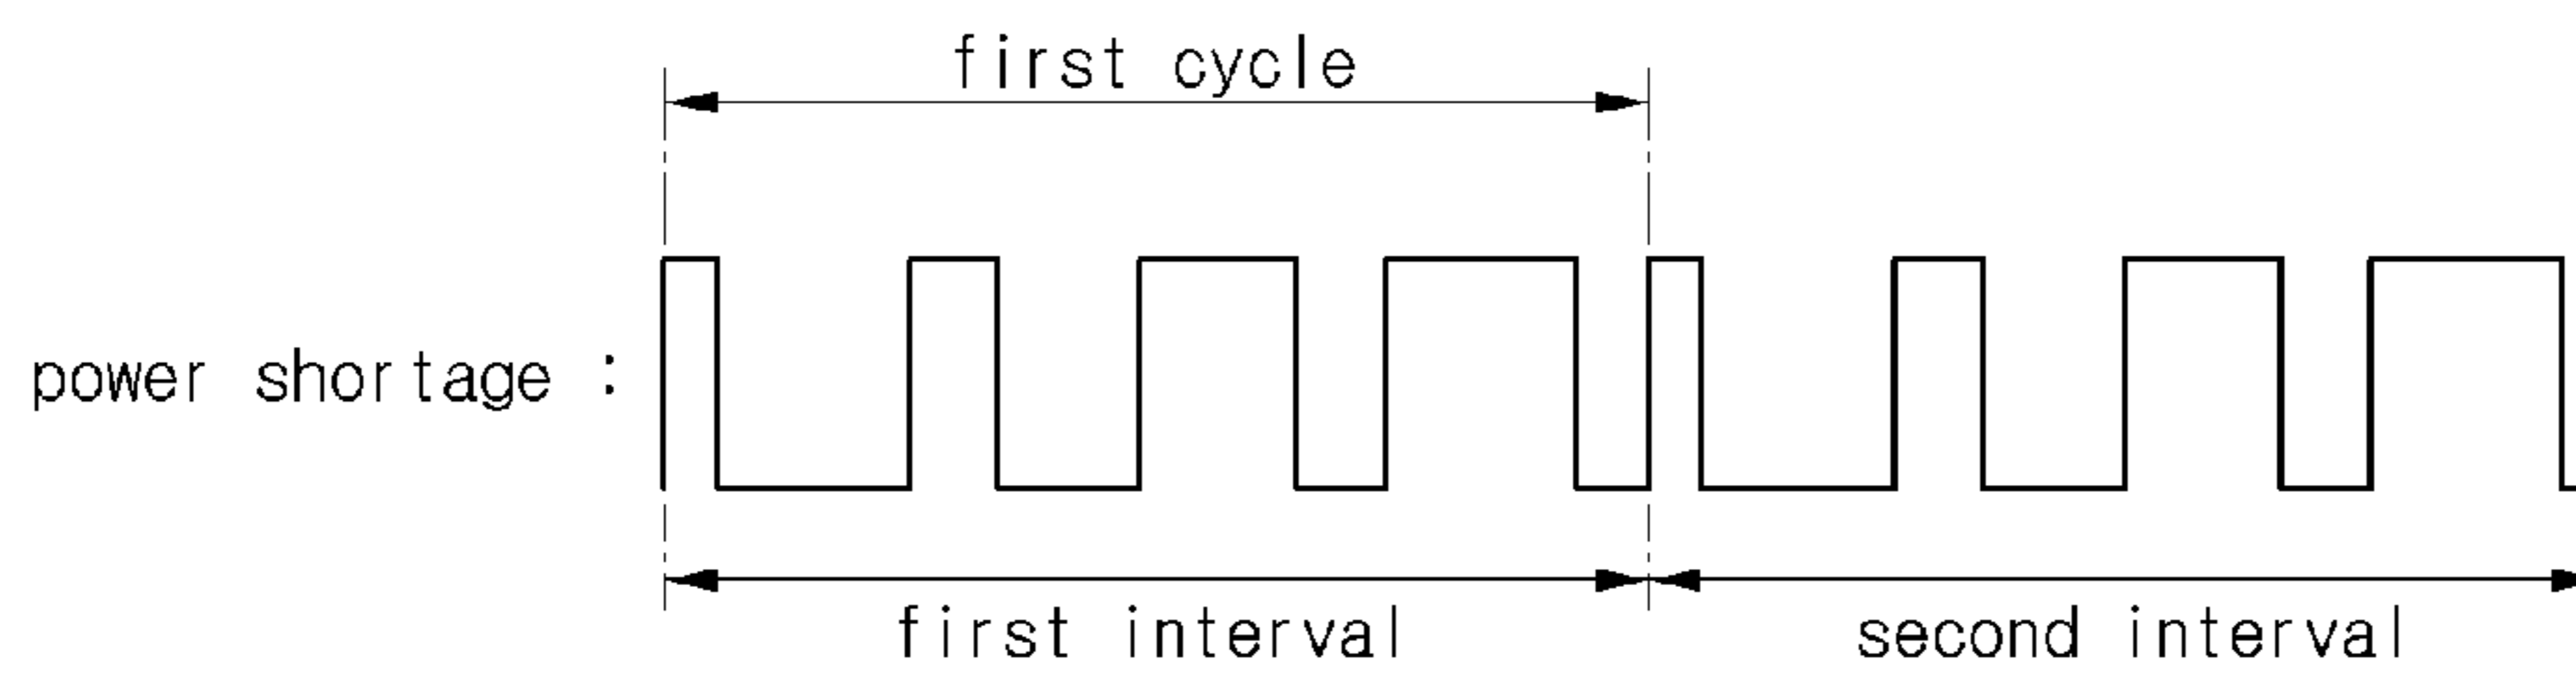 first cycle
power shortage :
first interval
second interval